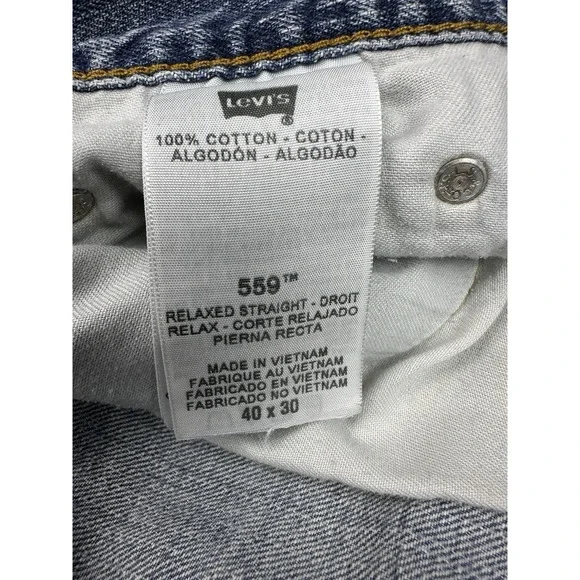 Levi's
®
100% COTTON - COTON -
ALGODÓN - ALGODÃO
559™
RELAXED STRAIGHT - DROIT
RELAX - CORTE RELAJADO
PIERNA RECTA
MADE IN VIETNAM
FABRIQUE AU VIETNAM
FABRICADO EN VIETNAM
FABRICADO NO VIETNAM
40 x 30